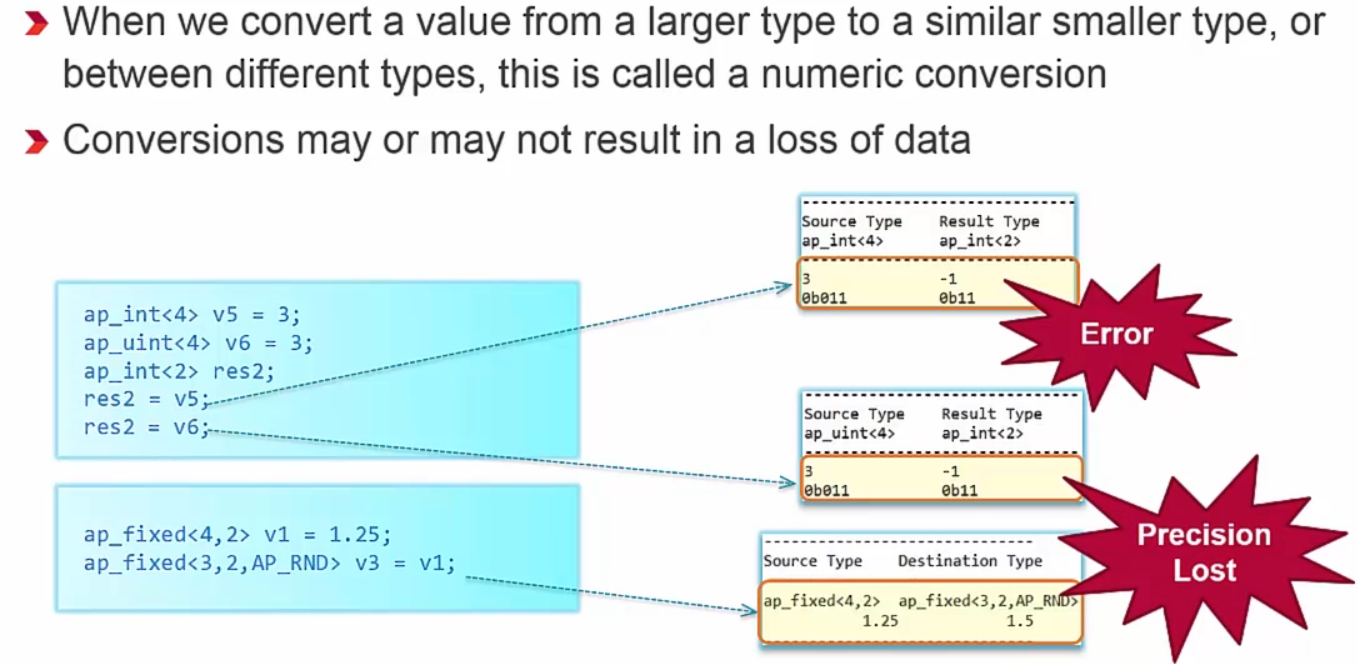 When we convert a value from a larger type to a similar smaller type, or
between different types, this is called a numeric conversion
Conversions may or may not result in a loss of data
ap_int<4> v5 = 3;
ap_uint<4> v6 = 3;
ap_int<2> res2;
res2 = v5;
res2 = v6;
Source Type Result Type
ap_int<4> ap_int<2>
3 -1
0b011 0b11
Error
Source Type Result Type
ap_uint<4> ap_int<2>
3 -1
0b011 0b11
ap_fixed<4,2> v1 = 1.25;
ap_fixed<3,2,AP_RND> v3 = v1;
Source Type Destination Type
ap_fixed<4,2> ap_fixed<3,2,AP_RND>
1.25 1.5
Precision
Lost